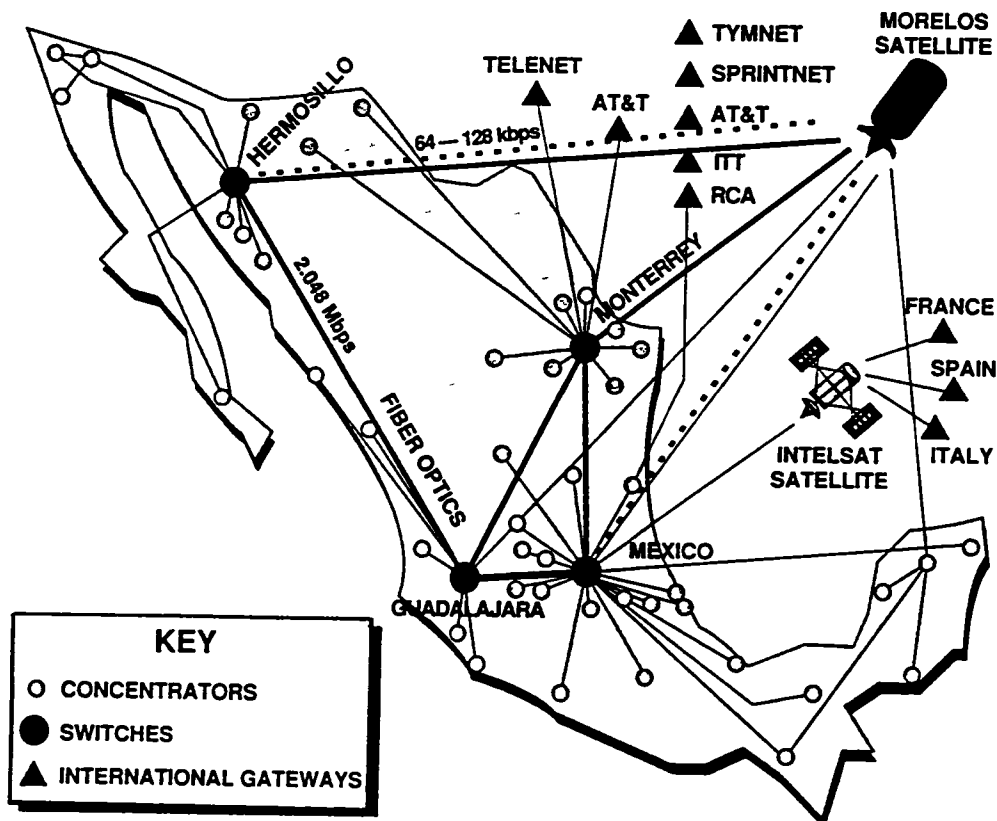 MORELOS
SATELLITE
TYMNET
SPRINTNET
AT&T
ITT
RCA
TELENET
AT&T
HERMOSILLO
64 — 128 kbps
MONTERREY
2.048 Mbps
FIBER OPTICS
FRANCE
SPAIN
ITALY
INTELSAT
SATELLITE
MEXICO
GUADALAJARA
KEY
CONCENTRATORS
SWITCHES
INTERNATIONAL GATEWAYS